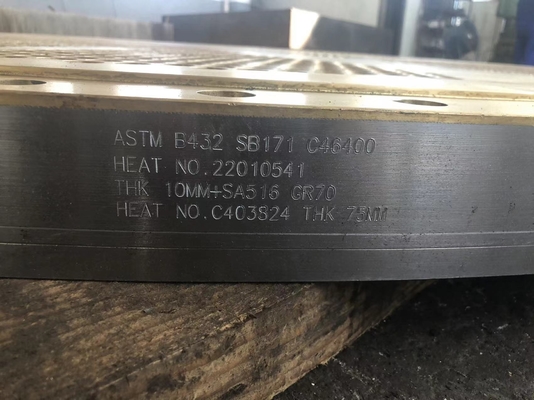 ASTM B432 SB171 C46400
HEAT NO.22010541
THK 10MM+SA516 GR70
HEAT NO.C403824 THK 75MM